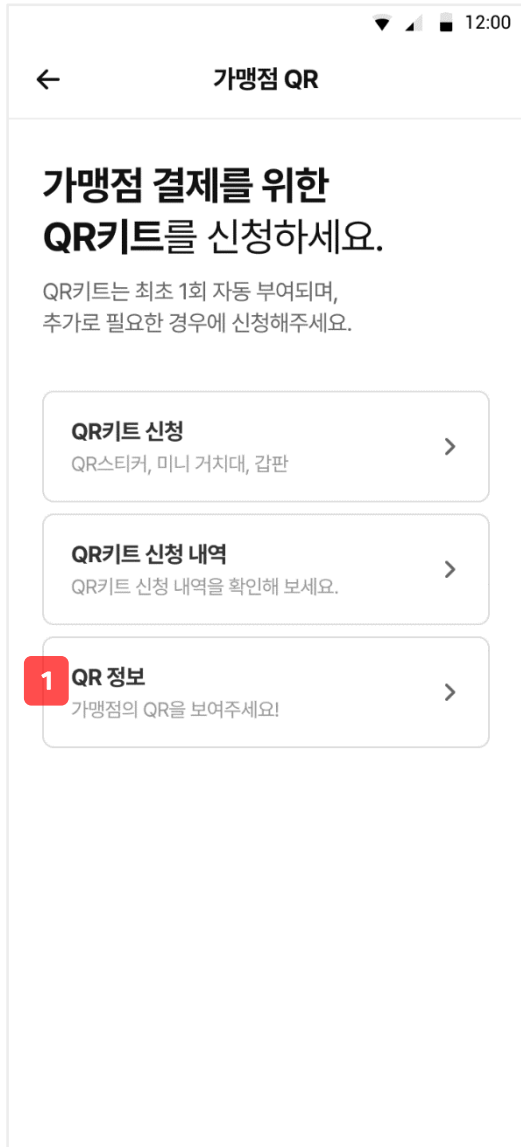 12:00
가맹점 QR
가맹점 결제를 위한
QR키트를 신청하세요.
QR키트는 최초 1회 자동 부여되며,
추가로 필요한 경우에 신청해주세요.
QR키트 신청
QR스티커, 미니 거치대, 갑판
QR키트 신청 내역
QR키트 신청 내역을 확인해 보세요.
1
QR 정보
가맹점의 QR을 보여주세요!